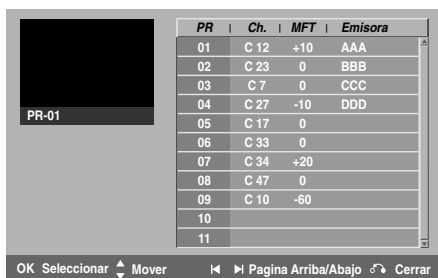 PR | Ch. | MFT | Emisora
01 C 12 +10 AAA
02 C 23 0 BBB
03 C 7 0 CCC
04 C 27 -10 DDD
PR-01
05 C 17 0
06 C 33 0
07 C 34 +20
08 C 47 0
09 C 10 -60
10
11
OK Seleccionar Mover Pagina Arriba/Abajo Cerrar